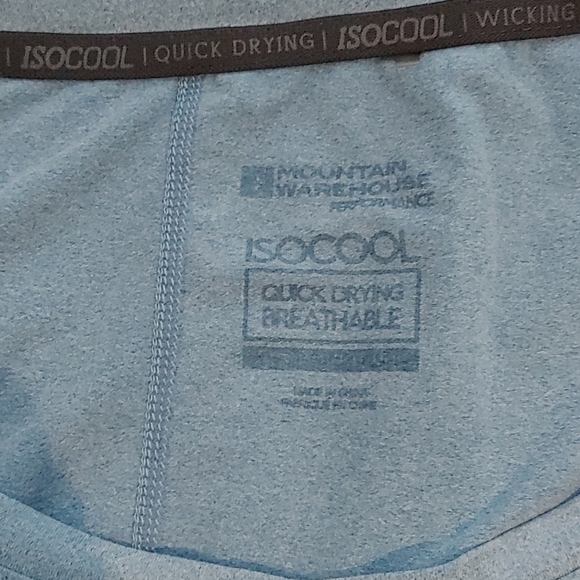 | ISOCOOL | QUICK DRYING | ISOCOOL | WICKING
MOUNTAIN
WAREHOUSE
PERFORMANCE
ISOCOOL
QUICK DRYING
BREATHABLE
MADE IN CHINA